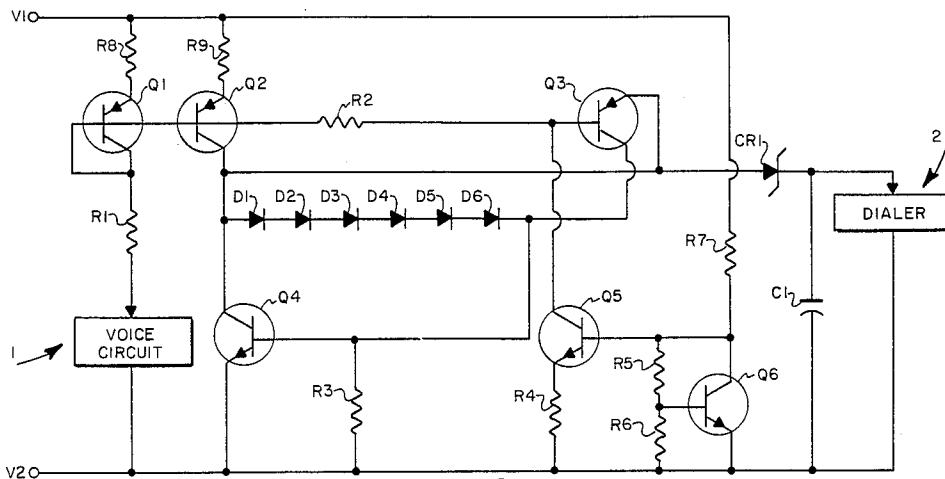 V1
R8
R9
Q1
Q2
R2
Q3
CR1
2
D1 D2 D3 D4 D5 D6
DIALER
R1
R7
Q4
Q5
C1
1
VOICE
CIRCUIT
R3
R4
R5
Q6
R6
V2